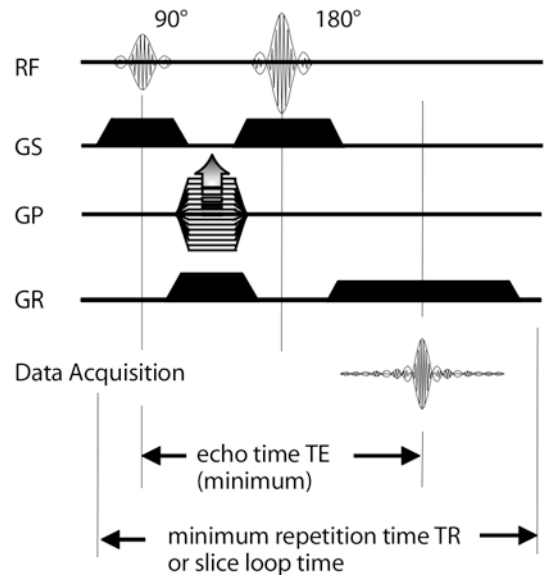 90° 180°
RF
GS
GP
GR
Data Acquisition
echo time TE
(minimum)
minimum repetition time TR
or slice loop time